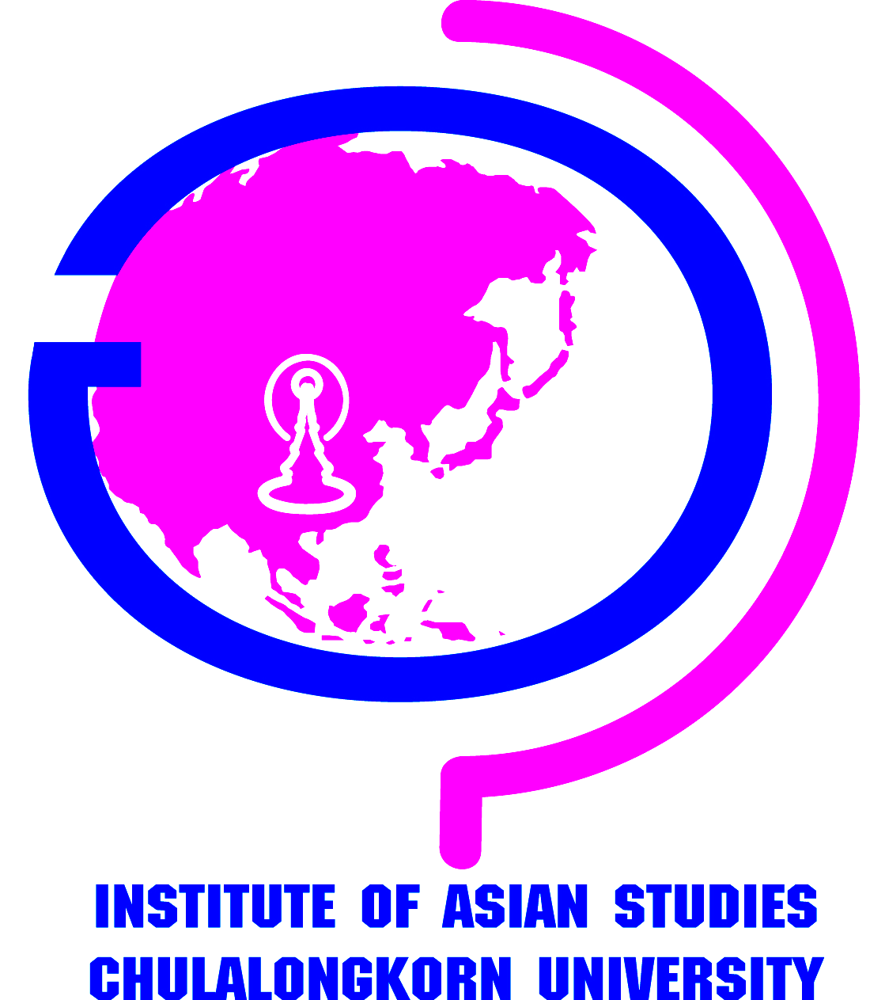 INSTITUTE OF ASIAN STUDIES
CHULALONGKORN UNIVERSITY